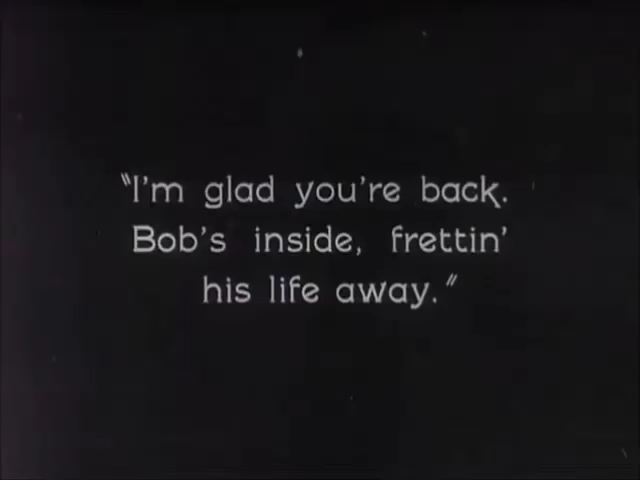 "I'm glad you're back.
Bob's inside, frettin'
his life away."